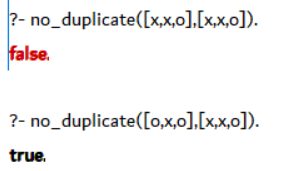 ?- no_duplicate([x,x,o],[x,x,o]).
false.
?- no_duplicate([o,x,o],[x,x,o]).
true.